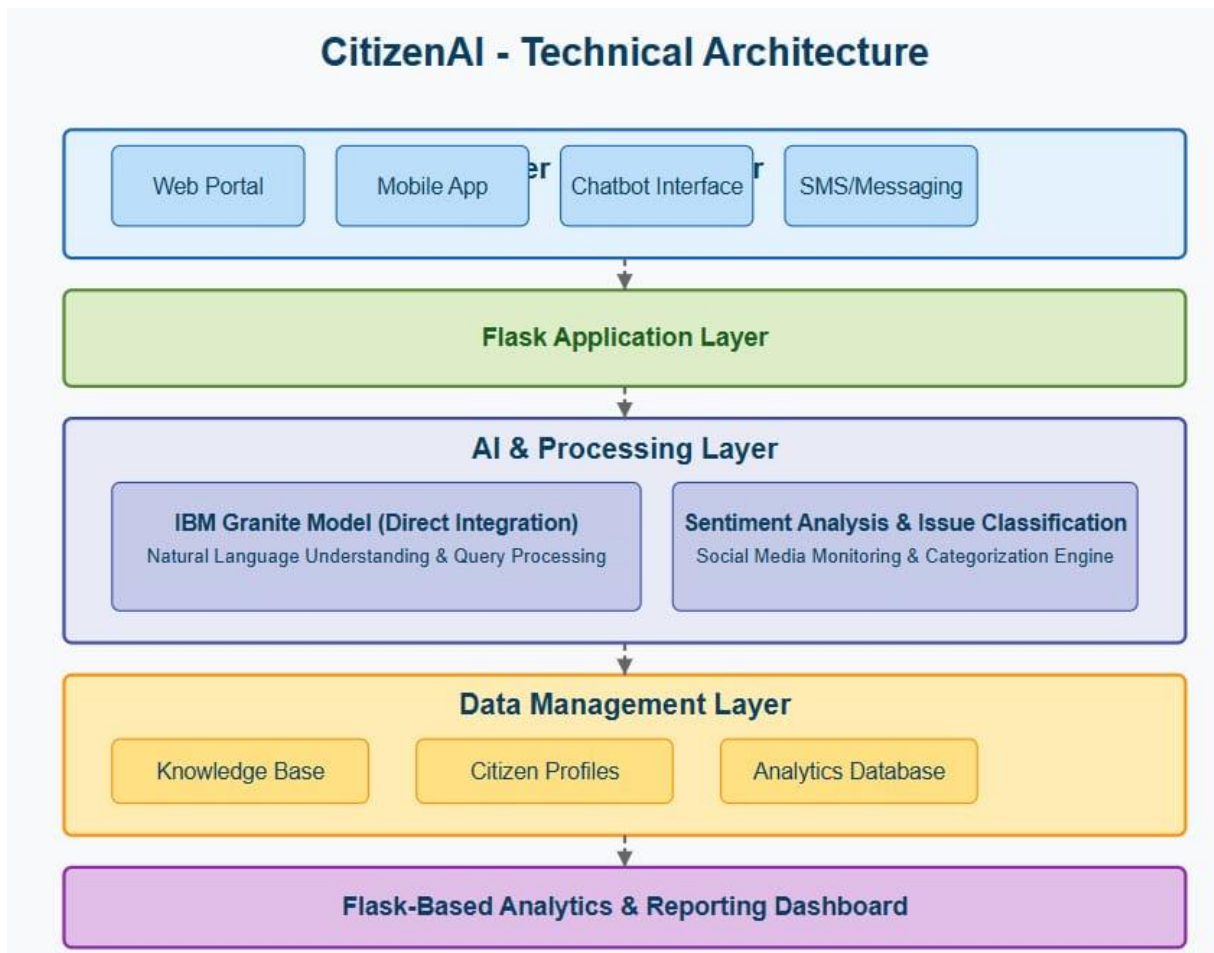 CitizenAI - Technical Architecture
Web Portal
Mobile App
Chatbot Interface
SMS/Messaging
Flask Application Layer
AI & Processing Layer
IBM Granite Model (Direct Integration)
Natural Language Understanding & Query Processing
Sentiment Analysis & Issue Classification
Social Media Monitoring & Categorization Engine
Data Management Layer
Knowledge Base
Citizen Profiles
Analytics Database
Flask-Based Analytics & Reporting Dashboard